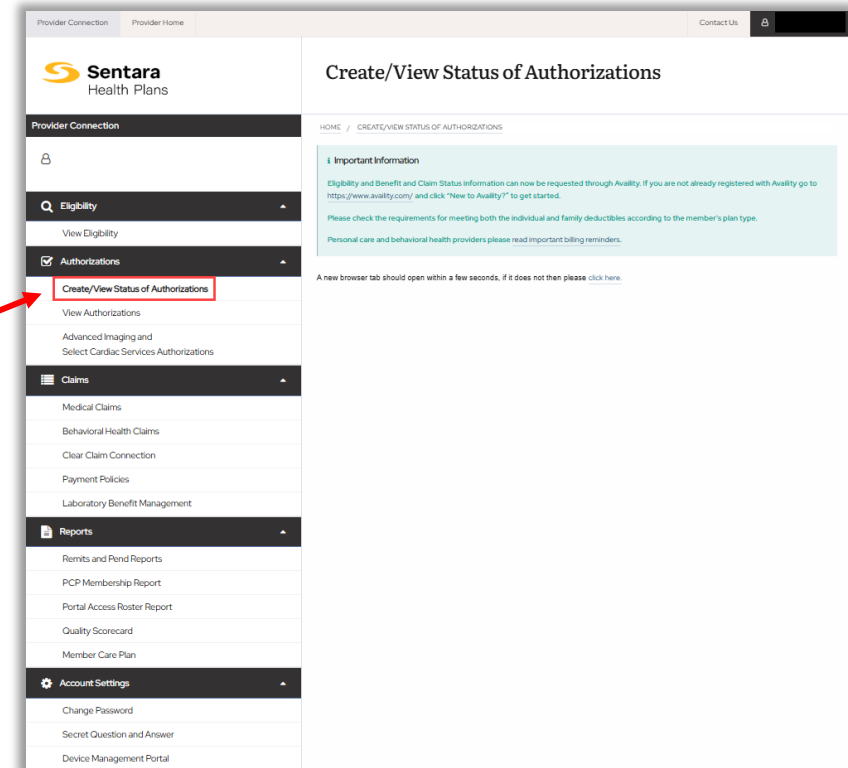 Provider Connection
Provider Home
Contact Us
Sentara
Health Plans
Create/View Status of Authorizations
Provider Connection
HOME / CREATE/VIEW STATUS OF AUTHORIZATIONS
i Important Information
Eligibility and Benefit and Claim Status information can now be requested through Availity. If you are not already registered with Availity go to
https://www.availity.com/ and click "New to Availity?" to get started.
Please check the requirements for meeting both the individual and family deductibles according to the member's plan type.
Personal care and behavioral health providers please read important billing reminders.
A new browser tab should open within a few seconds, if it does not then please click here.
Eligibility
View Eligibility
Authorizations
Create/View Status of Authorizations
View Authorizations
Advanced Imaging and
Select Cardiac Services Authorizations
Claims
Medical Claims
Behavioral Health Claims
Clear Claim Connection
Payment Policies
Laboratory Benefit Management
Reports
Remits and Pend Reports
PCP Membership Report
Portal Access Roster Report
Quality Scorecard
Member Care Plan
Account Settings
Change Password
Secret Question and Answer
Device Management Portal